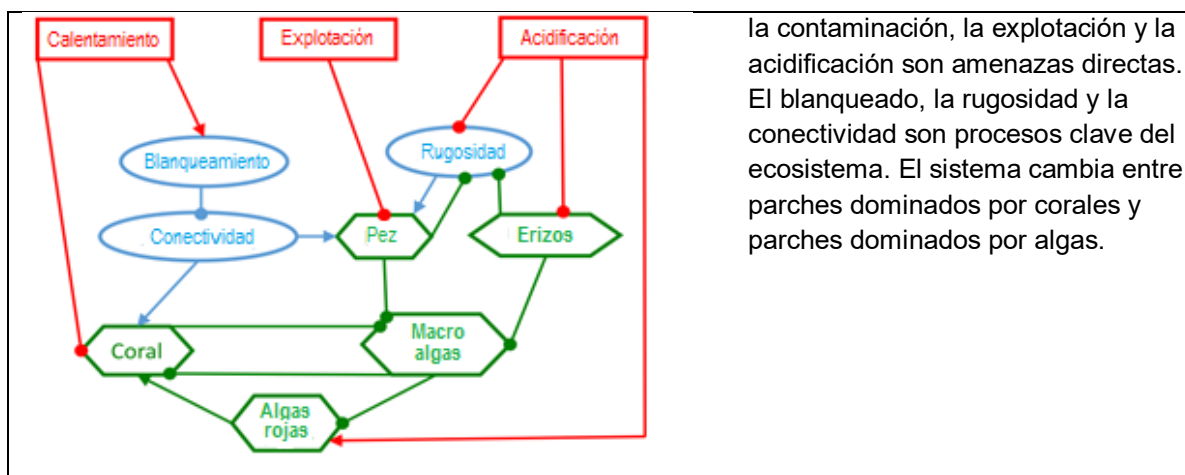 Calentamiento
Explotación
Acidificación
Blanqueamiento
Rugosidad
Conectividad
Pez
Erizos
Coral
Macro
algas
Algas
rojas
la contaminación, la explotación y la
acidificación son amenazas directas.
El blanqueado, la rugosidad y la
conectividad son procesos clave del
ecosistema. El sistema cambia entre
parches dominados por corales y
parches dominados por algas.